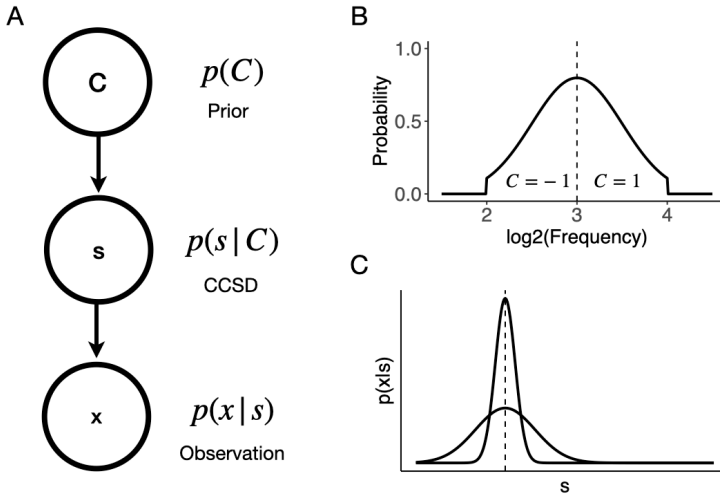 A
C
p(C)
Prior
s
p(s|C)
CCSD
x
p(x|s)
Observation
B
Probability
1.0
0.5
0.0
C = − 1
C = 1
2
3
4
log2(Frequency)
C
p(x|s)
s